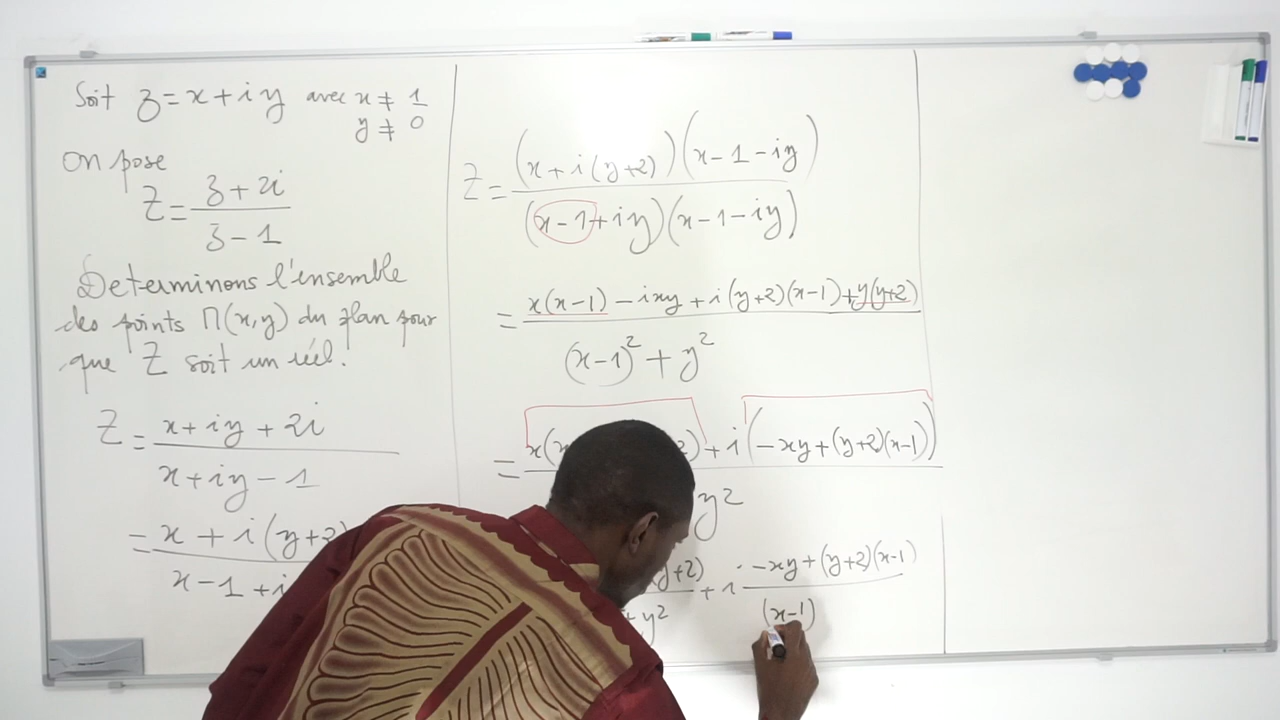 Soit z = x + iy avec x ≠ 1
y ≠ 0
On pose
Z = (z + 2i)/(z - 1)
Determinons l'ensemble
des points M(x,y) du plan pour
que Z soit un réel.
Z = (x + iy + 2i)/(x + iy - 1)
= x + i(y+2)
x - 1 + i
Z = (x + i(y+2))(x - 1 - iy)
(x - 1 + iy)(x - 1 - iy)
= x(x-1) - ixy + i(y+2)(x-1) + y(y+2)
(x-1)² + y²
= x( 2) + i(-xy + (y+2)(x-1))
y²
(y+2) + i -xy + (y+2)(x-1)
+ y² (x-1)